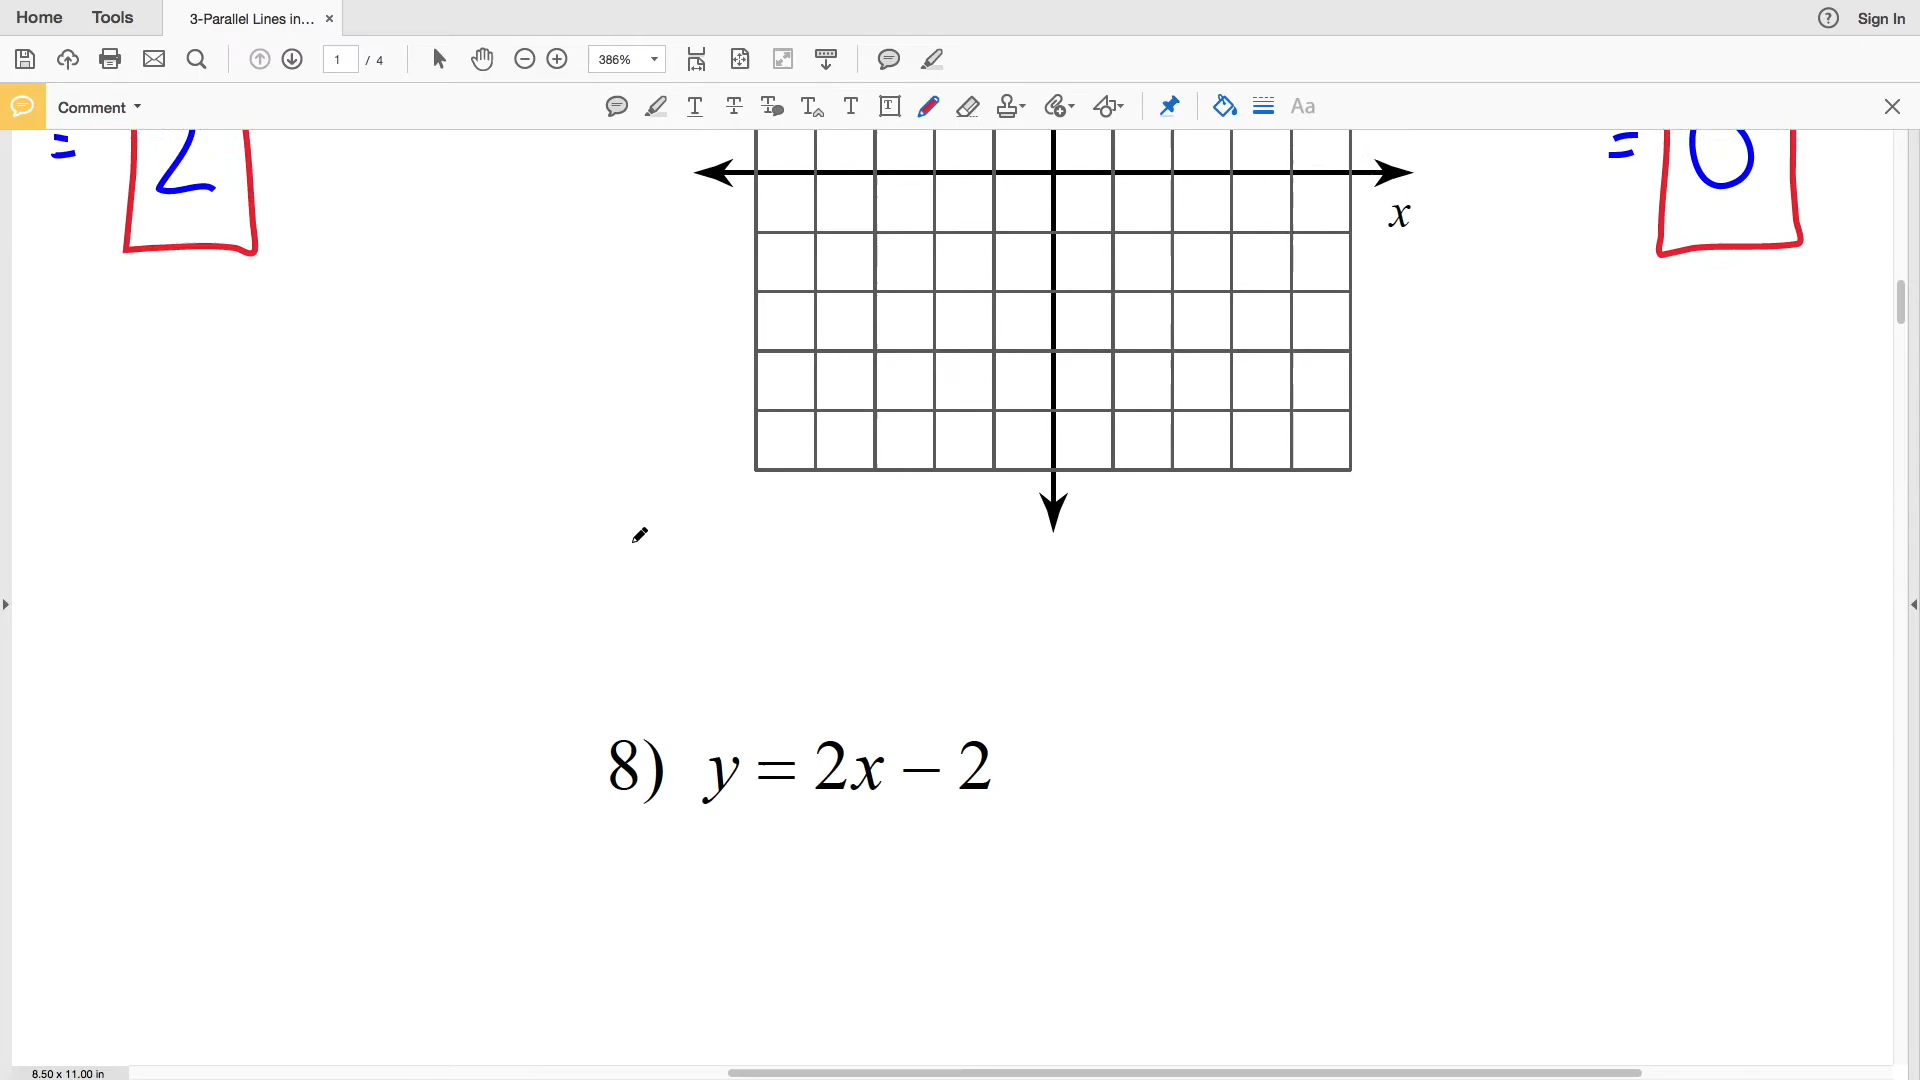 Home Tools 3-Parallel Lines in... × ? Sign In
1 / 4 386%
Comment T T T T T T Aa
= 2 = 0
x
8) y = 2x − 2
8.50 x 11.00 in